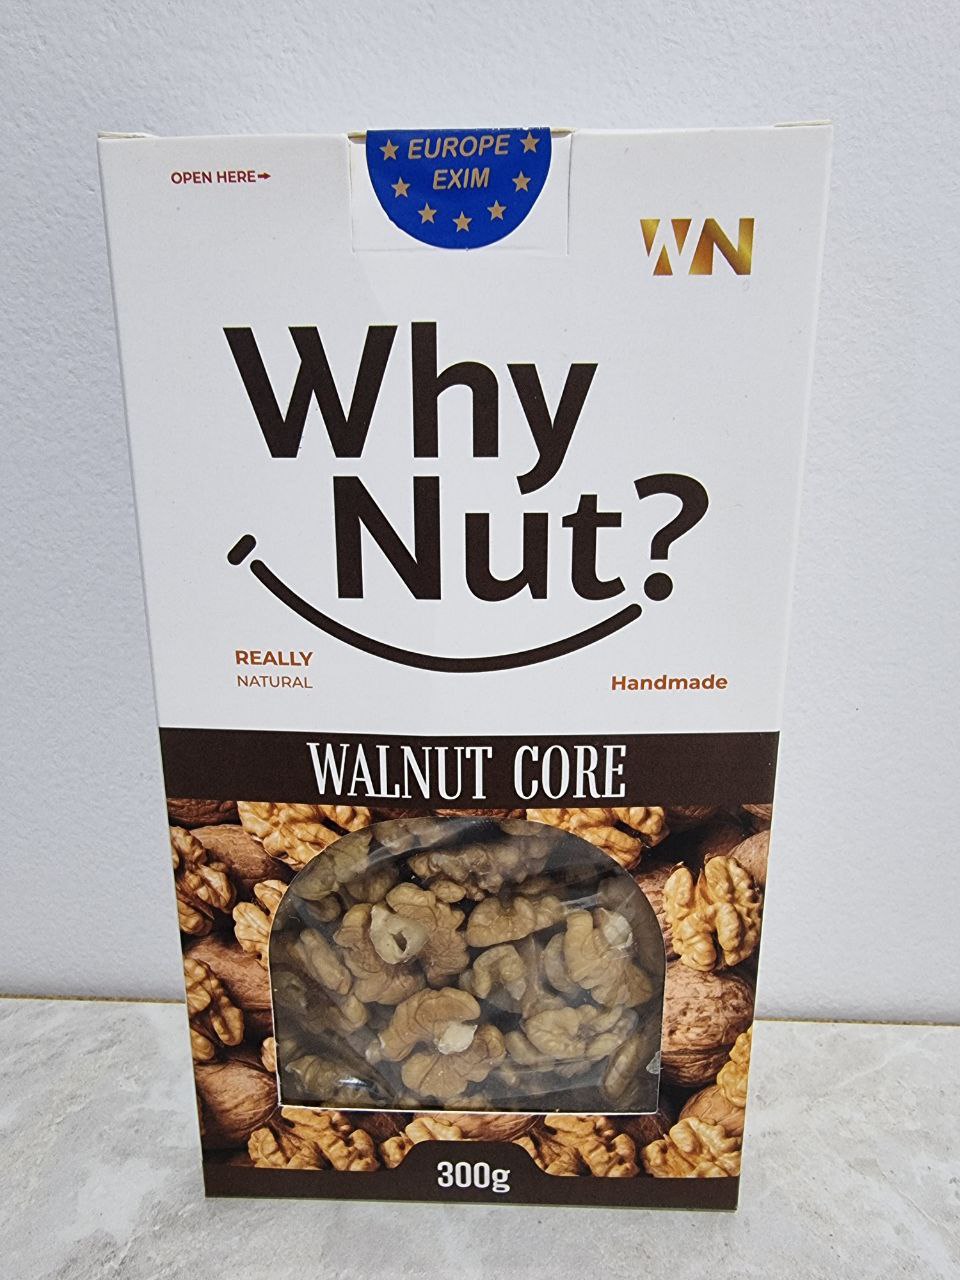 EUROPE
EXIM
OPEN HERE→
WN
Why
Nut?
REALLY
NATURAL
Handmade
WALNUT CORE
300g